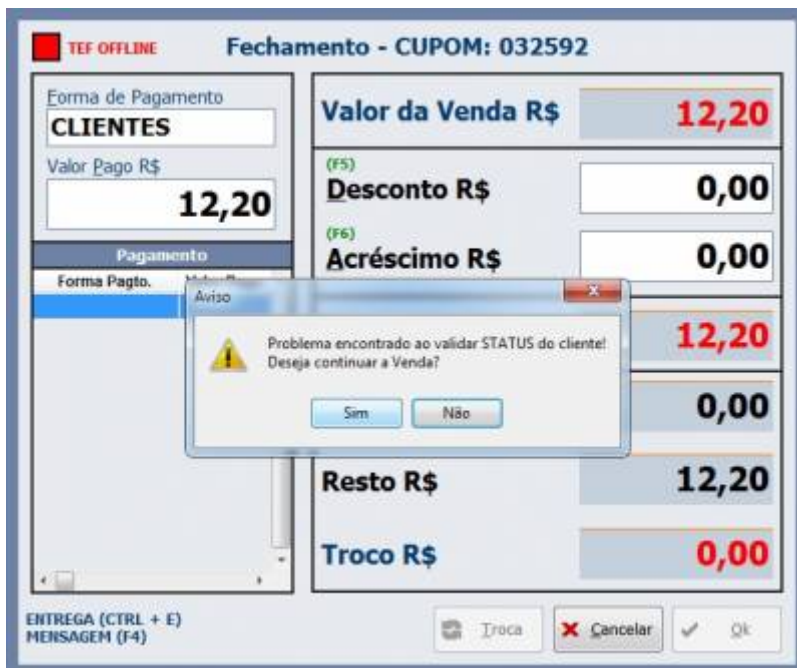 TEF OFFLINE
Fechamento - CUPOM: 032592
Forma de Pagamento
CLIENTES
Valor Pago R$
12,20
Pagamento
Forma Pagto.
Valor da Venda R$ 12,20
(F5)
Desconto R$ 0,00
(F6)
Acréscimo R$ 0,00
12,20
Aviso
Problema encontrado ao validar STATUS do cliente!
Deseja continuar a Venda?
Sim Não
0,00
Resto R$ 12,20
Troco R$ 0,00
ENTREGA (CTRL + E)
MENSAGEM (F4)
Troca Cancelar Ok